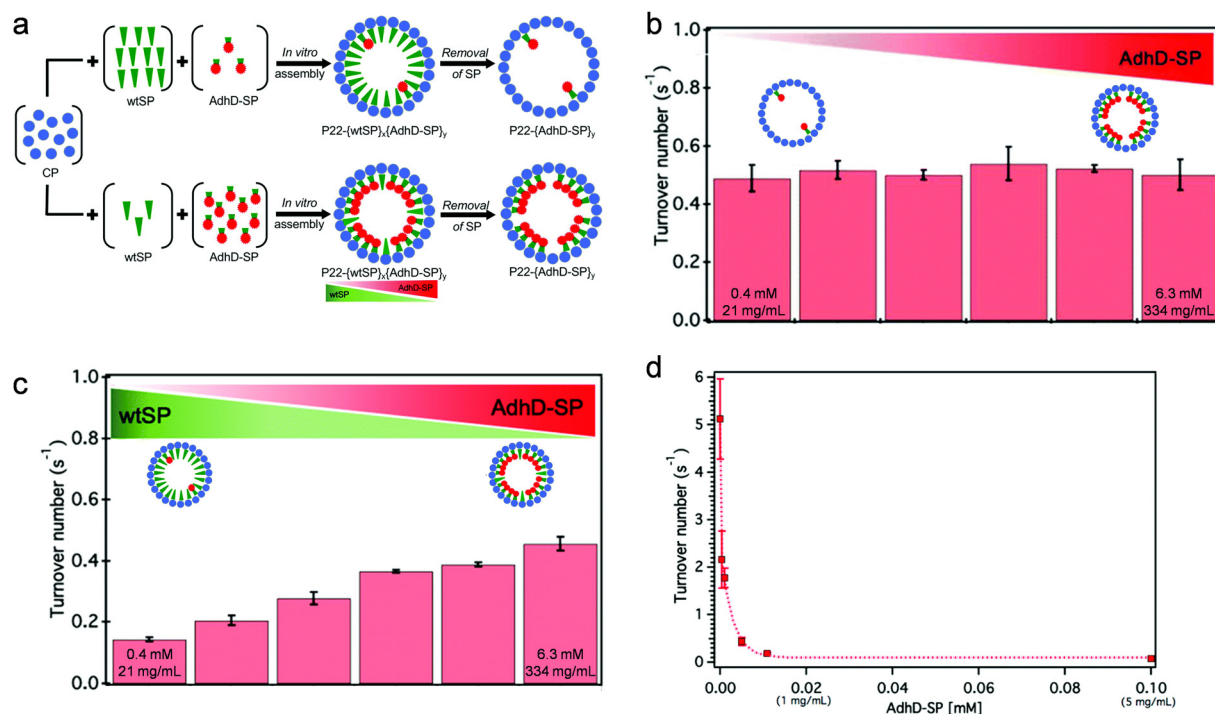 a
wtSP
AdhD-SP
In vitro
assembly
Removal
of SP
P22-{wtSP}ₓ{AdhD-SP}ᵧ
P22-{AdhD-SP}ᵧ
CP
wtSP
AdhD-SP
In vitro
assembly
Removal
of SP
P22-{wtSP}ₓ{AdhD-SP}ᵧ
P22-{AdhD-SP}ᵧ
wtSP
AdhD-SP
b
Turnover number (s⁻¹)
1.0
0.8
0.6
0.4
0.2
0.0
AdhD-SP
0.4 mM
21 mg/mL
6.3 mM
334 mg/mL
c
Turnover number (s⁻¹)
1.0
0.8
0.6
0.4
0.2
0.0
wtSP
AdhD-SP
0.4 mM
21 mg/mL
6.3 mM
334 mg/mL
d
Turnover number (s⁻¹)
6
5
4
3
2
1
0
0.00
0.02
0.04
0.06
0.08
0.10
(1 mg/mL)
AdhD-SP [mM]
(5 mg/mL)